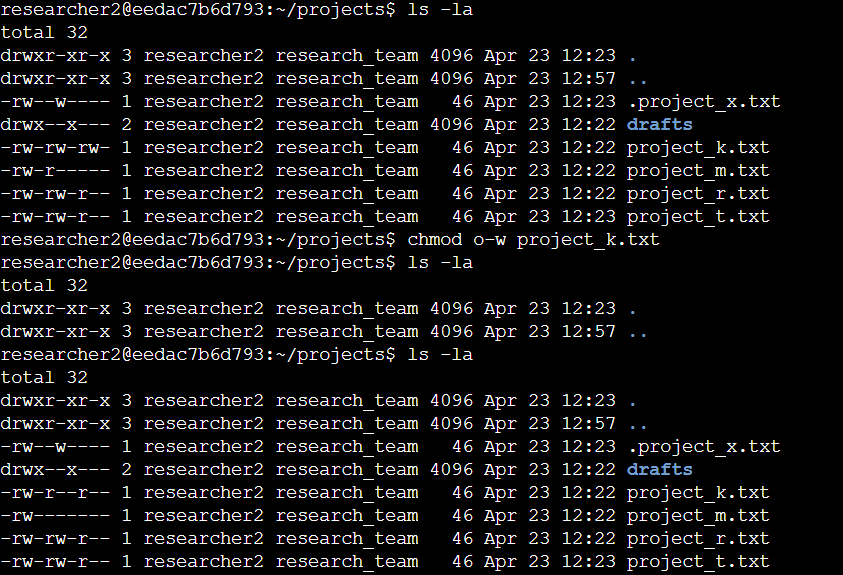 researcher2@eedac7b6d793:~/projects$ ls -la
total 32
drwxr-xr-x 3 researcher2 research_team 4096 Apr 23 12:23 .
drwxr-xr-x 3 researcher2 research_team 4096 Apr 23 12:57 ..
-rw--w---- 1 researcher2 research_team   46 Apr 23 12:23 .project_x.txt
drwx--x--- 2 researcher2 research_team 4096 Apr 23 12:22 drafts
-rw-rw-rw- 1 researcher2 research_team   46 Apr 23 12:22 project_k.txt
-rw-r----- 1 researcher2 research_team   46 Apr 23 12:22 project_m.txt
-rw-rw-r-- 1 researcher2 research_team   46 Apr 23 12:22 project_r.txt
-rw-rw-r-- 1 researcher2 research_team   46 Apr 23 12:23 project_t.txt
researcher2@eedac7b6d793:~/projects$ chmod o-w project_k.txt
researcher2@eedac7b6d793:~/projects$ ls -la
total 32
drwxr-xr-x 3 researcher2 research_team 4096 Apr 23 12:23 .
drwxr-xr-x 3 researcher2 research_team 4096 Apr 23 12:57 ..
researcher2@eedac7b6d793:~/projects$ ls -la
total 32
drwxr-xr-x 3 researcher2 research_team 4096 Apr 23 12:23 .
drwxr-xr-x 3 researcher2 research_team 4096 Apr 23 12:57 ..
-rw--w---- 1 researcher2 research_team   46 Apr 23 12:23 .project_x.txt
drwx--x--- 2 researcher2 research_team 4096 Apr 23 12:22 drafts
-rw-r--r-- 1 researcher2 research_team   46 Apr 23 12:22 project_k.txt
-rw------- 1 researcher2 research_team   46 Apr 23 12:22 project_m.txt
-rw-rw-r-- 1 researcher2 research_team   46 Apr 23 12:22 project_r.txt
-rw-rw-r-- 1 researcher2 research_team   46 Apr 23 12:23 project_t.txt